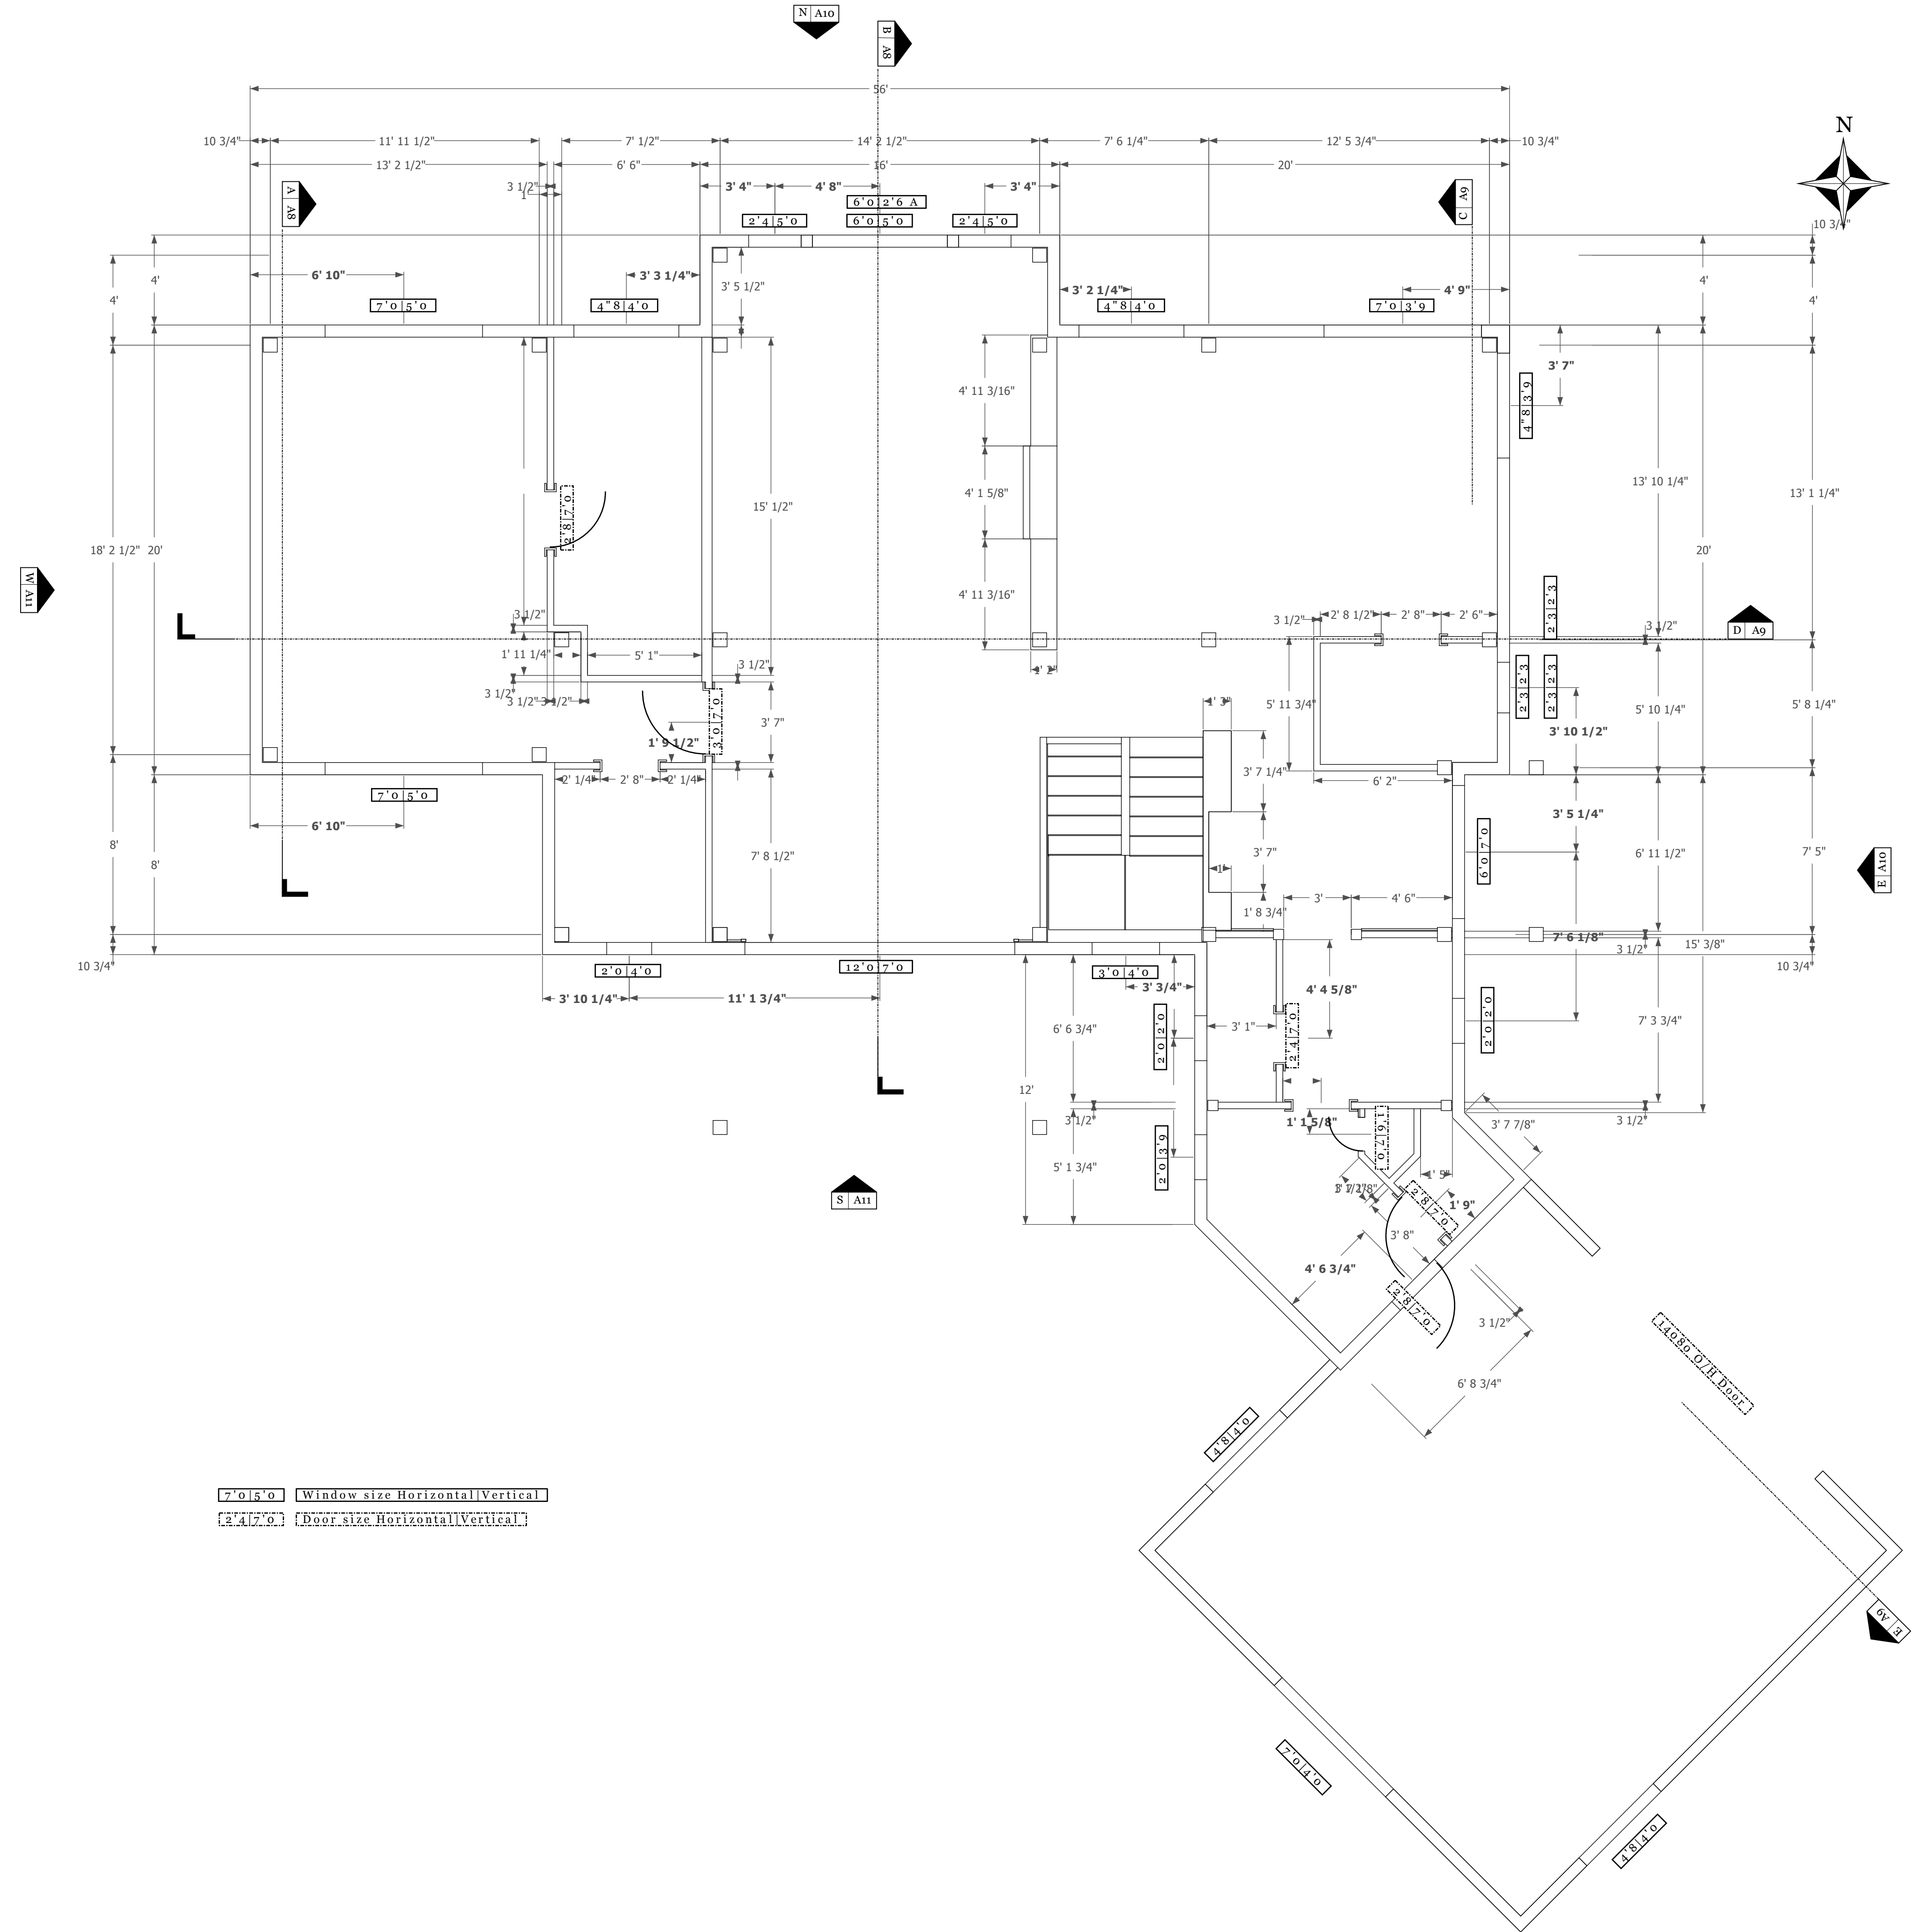 N A10
B A8
56'
10 3/4" 11' 11 1/2" 7' 1/2" 14' 2 1/2" 7' 6 1/4" 12' 5 3/4" 10 3/4"
N
13' 2 1/2" 6' 6" 16' 20'
3 1/2" 3' 4" 4' 8" 3' 4"
1'
A A8
C A9
6'0|2'6 A
2'4|5'0 6'0|5'0 2'4|5'0
10 3/4"
6' 10" 3' 3 1/4" 3' 5 1/2" 3' 2 1/4" 4' 9"
4' 4' 4' 4'
7'0|5'0 4"8|4'0 4"8|4'0 7'0|3'9
3' 7"
4' 11 3/16"
4"8|3'9
13' 10 1/4"
4' 1 5/8" 13' 1 1/4"
2'8|7'0 15' 1/2"
18' 2 1/2" 20' 20'
W A11
4' 11 3/16"
2'3|2'3
3 1/2" 3 1/2" 2' 8 1/2" 2' 8" 2' 6" 3 1/2"
D A9
1' 11 1/4" 5' 1" 3 1/2" 1' 2"
2'3|2'3 2'3|2'3
3 1/2" 3 1/2" 3 1/2" 1' 3" 5' 11 3/4" 5' 10 1/4" 5' 8 1/4"
3'0|7'0 3' 7" 3' 10 1/2"
1' 9 1/2"
2' 1/4" 2' 8" 2' 1/4" 3' 7 1/4" 6' 2"
7'0|5'0
6' 10" 3' 5 1/4"
8' 8' 7' 8 1/2" 3' 7" 6'0|7'0 6' 11 1/2" 7' 5"
1'
E A10
3' 4' 6"
1' 8 3/4"
7' 6 1/8" 15' 3/8"
3 1/2"
10 3/4" 10 3/4"
2'0|4'0 12'0|7'0 3'0|4'0
3' 3/4" 4' 4 5/8"
3' 10 1/4" 11' 1 3/4"
6' 6 3/4" 2'0|2'0 3' 1" 2'4|7'0 2'0|2'0 7' 3 3/4"
12'
3 1/2" 1' 1 5/8" 1'6|7'0 3' 7 7/8" 3 1/2"
5' 1 3/4" 2'0|3'9 1' 5"
S A11
2'8|7'0 1' 9"
3' 8"
4' 6 3/4"
2'8|7'0 3 1/2"
14080 O/H Door
6' 8 3/4"
4'8|4'0
7'0|5'0 Window size Horizontal|Vertical
2'4|7'0 Door size Horizontal|Vertical
E A9
7'0|4'0
4'8|4'0